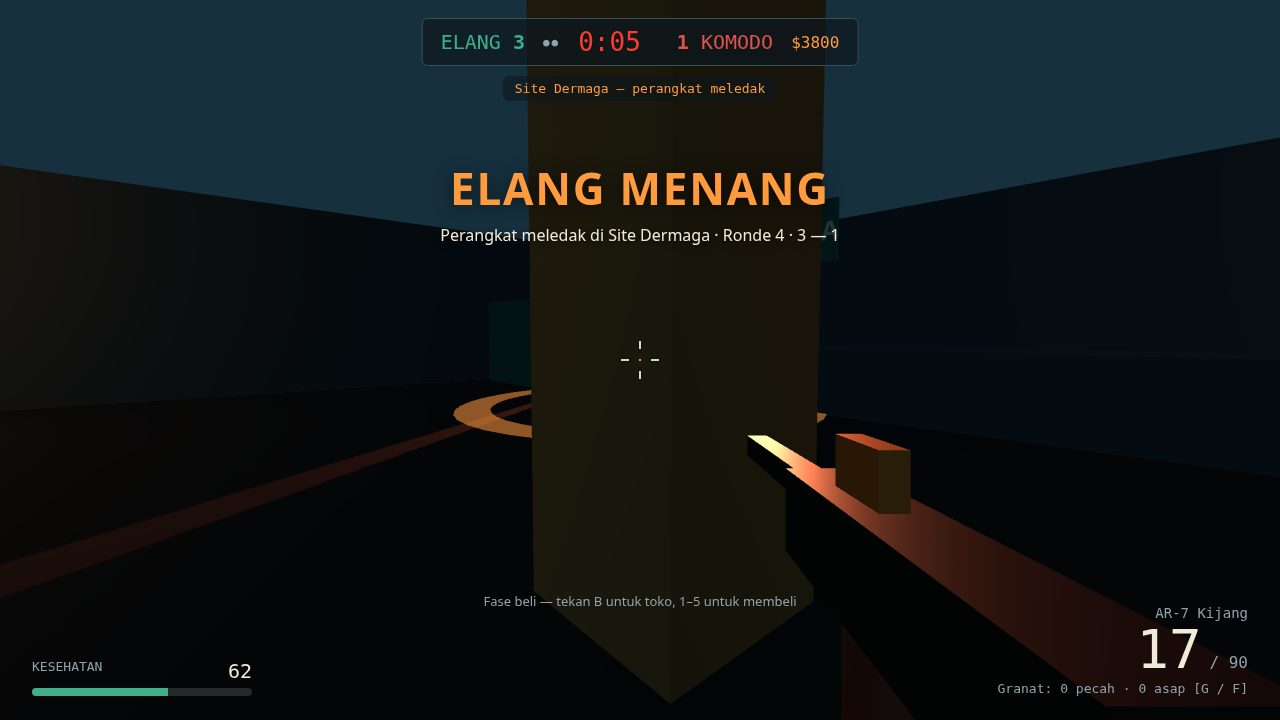 ELANG 3 •• 0:05 1 KOMODO $3800
Site Dermaga — perangkat meledak
ELANG MENANG
Perangkat meledak di Site Dermaga · Ronde 4 · 3 — 1
A
Fase beli — tekan B untuk toko, 1–5 untuk membeli
KESEHATAN 62
AR-7 Kijang
17 / 90
Granat: 0 pecah · 0 asap [G / F]